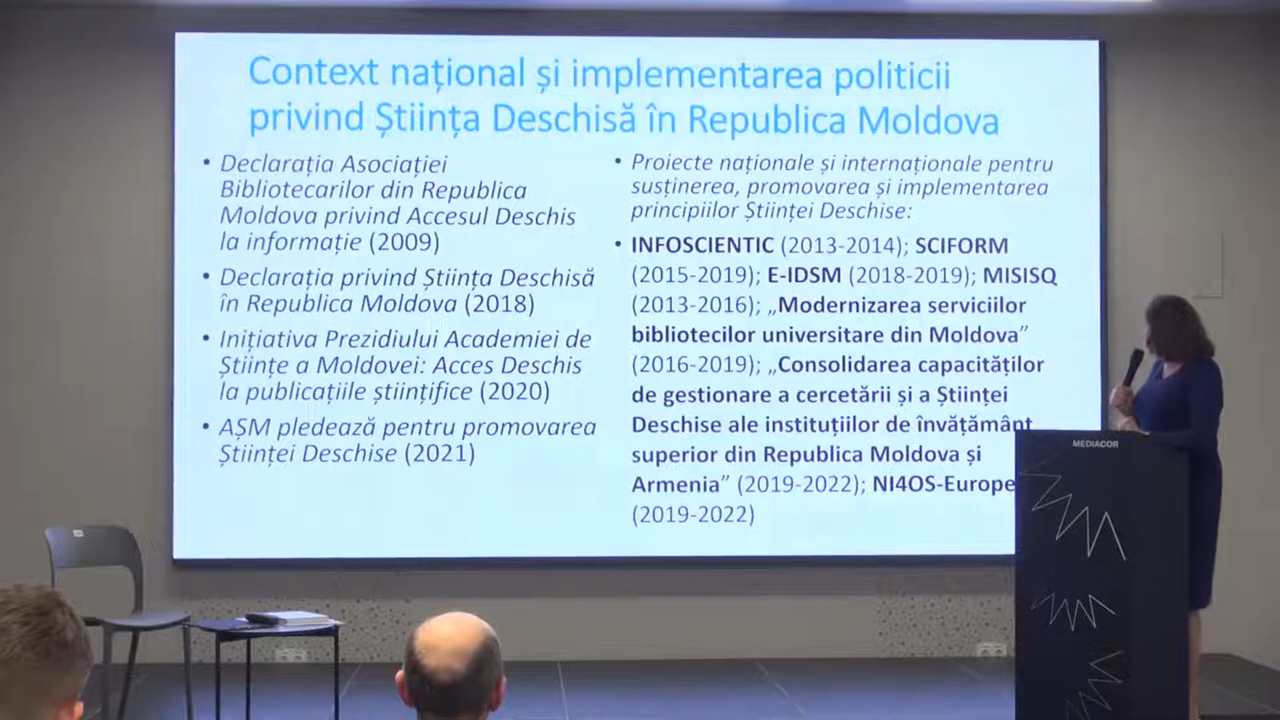 Context național și implementarea politicii
privind Știința Deschisă în Republica Moldova
• Declarația Asociației
Bibliotecarilor din Republica
Moldova privind Accesul Deschis
la informație (2009)
• Declarația privind Știința Deschisă
în Republica Moldova (2018)
• Inițiativa Prezidiului Academiei de
Științe a Moldovei: Acces Deschis
la publicațiile științifice (2020)
• AȘM pledează pentru promovarea
Științei Deschise (2021)
• Proiecte naționale și internaționale pentru
susținerea, promovarea și implementarea
principiilor Științei Deschise:
• INFOSCIENTIC (2013-2014); SCIFORM
(2015-2019); E-IDSM (2018-2019); MISISQ
(2013-2016); „Modernizarea serviciilor
bibliotecilor universitare din Moldova”
(2016-2019); „Consolidarea capacităților
de gestionare a cercetării și a Științei
Deschise ale instituțiilor de învățământ
superior din Republica Moldova și
Armenia” (2019-2022); NI4OS-Europe
(2019-2022)
MEDIACOR